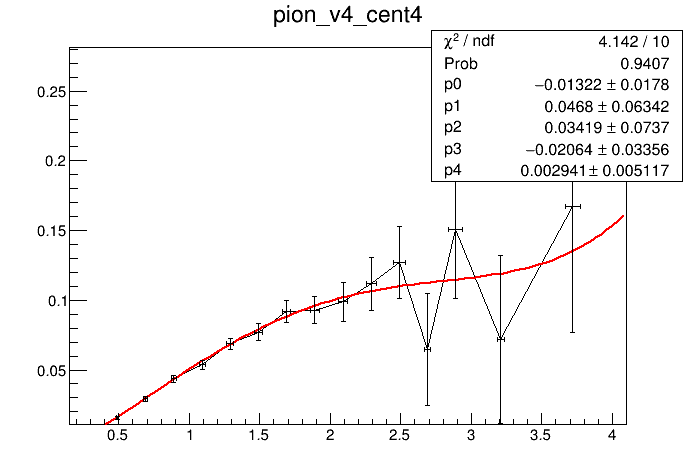 pion_v4_cent4
χ² / ndf 4.142 / 10
Prob 0.9407
p0 −0.01322 ± 0.0178
p1 0.0468 ± 0.06342
p2 0.03419 ± 0.0737
p3 −0.02064 ± 0.03356
p4 0.002941 ± 0.005117
0.25
0.2
0.15
0.1
0.05
0.5 1 1.5 2 2.5 3 3.5 4